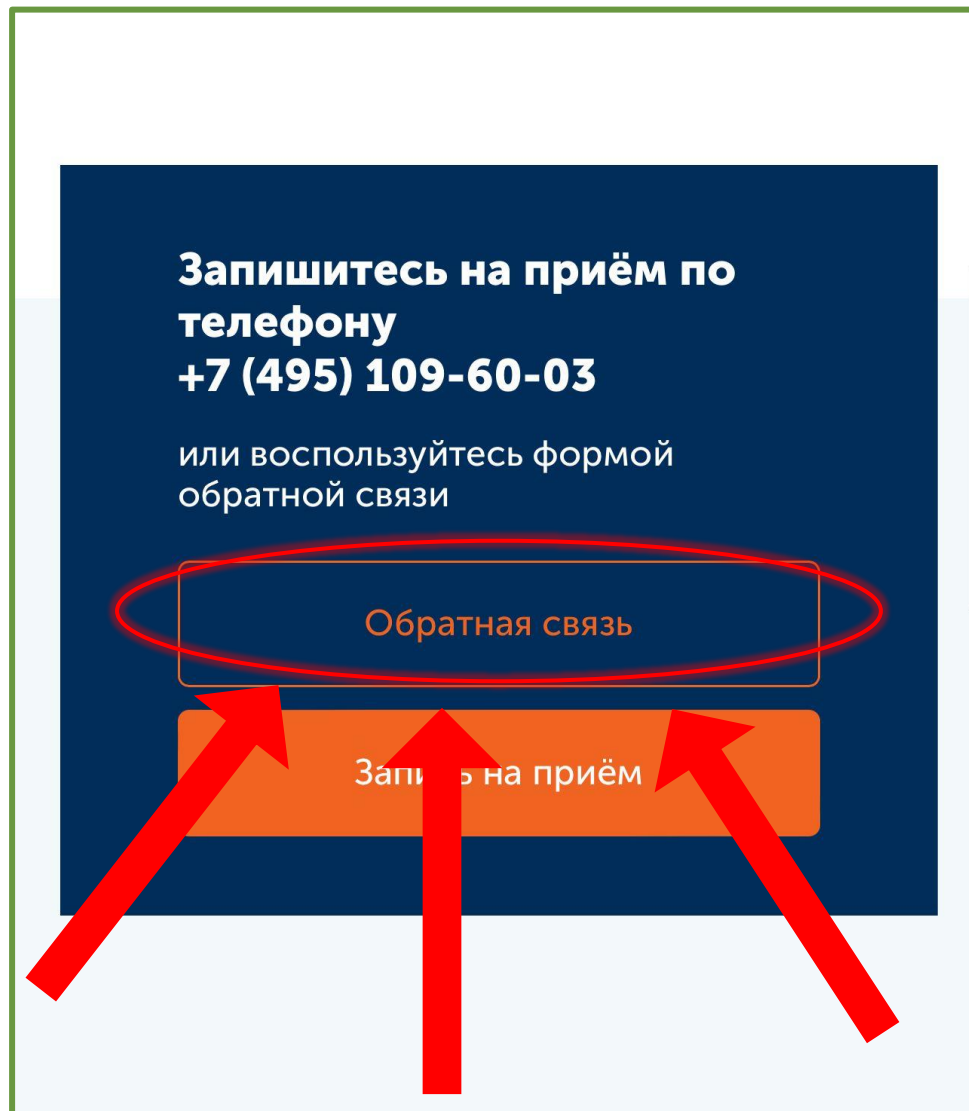 Запишитесь на приём по
телефону
+7 (495) 109-60-03
или воспользуйтесь формой
обратной связи
Обратная связь
Запись на приём